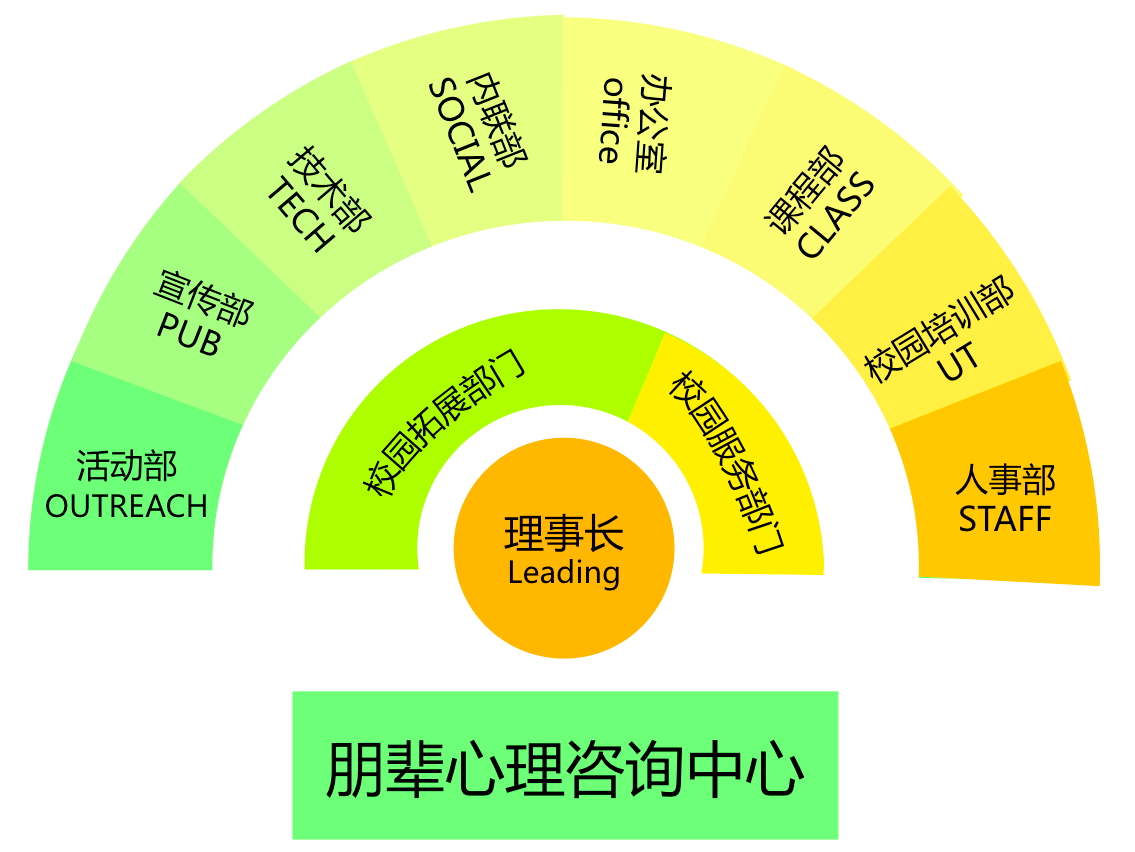 活动部
OUTREACH
宣传部
PUB
技术部
TECH
内联部
SOCIAL
办公室
office
课程部
CLASS
校园培训部
UT
人事部
STAFF
校园拓展部门
校园服务部门
理事长
Leading
朋辈心理咨询中心